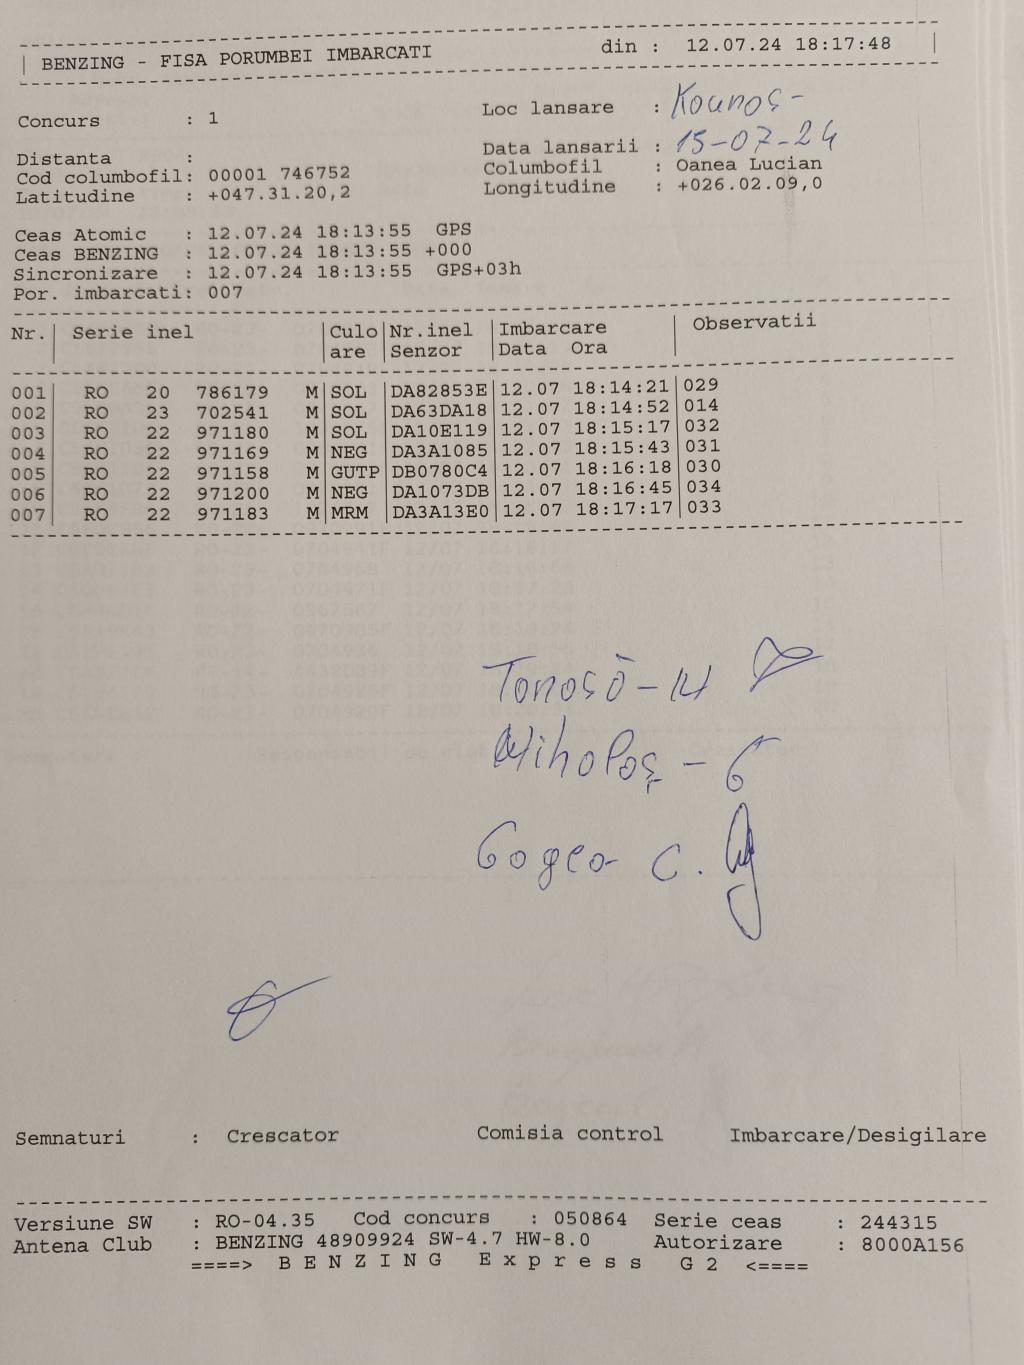 BENZING - FISA PORUMBEI IMBARCATI din : 12.07.24 18:17:48
Concurs : 1 Loc lansare : Kaunas -
Distanta : Data lansarii : 15-07-24
Cod columbofil: 00001 746752 Columbofil : Oanea Lucian
Latitudine : +047.31.20,2 Longitudine : +026.02.09,0
Ceas Atomic : 12.07.24 18:13:55 GPS
Ceas BENZING : 12.07.24 18:13:55 +000
Sincronizare : 12.07.24 18:13:55 GPS+03h
Por. imbarcati: 007
Nr. Serie inel Culo Nr.inel Imbarcare Observatii
are Senzor Data Ora
001 RO 20 786179 M SOL DA82853E 12.07 18:14:21 029
002 RO 23 702541 M SOL DA63DA18 12.07 18:14:52 014
003 RO 22 971180 M SOL DA10E119 12.07 18:15:17 032
004 RO 22 971169 M NEG DA3A1085 12.07 18:15:43 031
005 RO 22 971158 M GUTP DB0780C4 12.07 18:16:18 030
006 RO 22 971200 M NEG DA1073DB 12.07 18:16:45 034
007 RO 22 971183 M MRM DA3A13E0 12.07 18:17:17 033
Semnaturi : Crescator Comisia control Imbarcare/Desigilare
Versiune SW : RO-04.35 Cod concurs : 050864 Serie ceas : 244315
Antena Club : BENZING 48909924 SW-4.7 HW-8.0 Autorizare : 8000A156
====> B E N Z I N G E x p r e s s G 2 <====